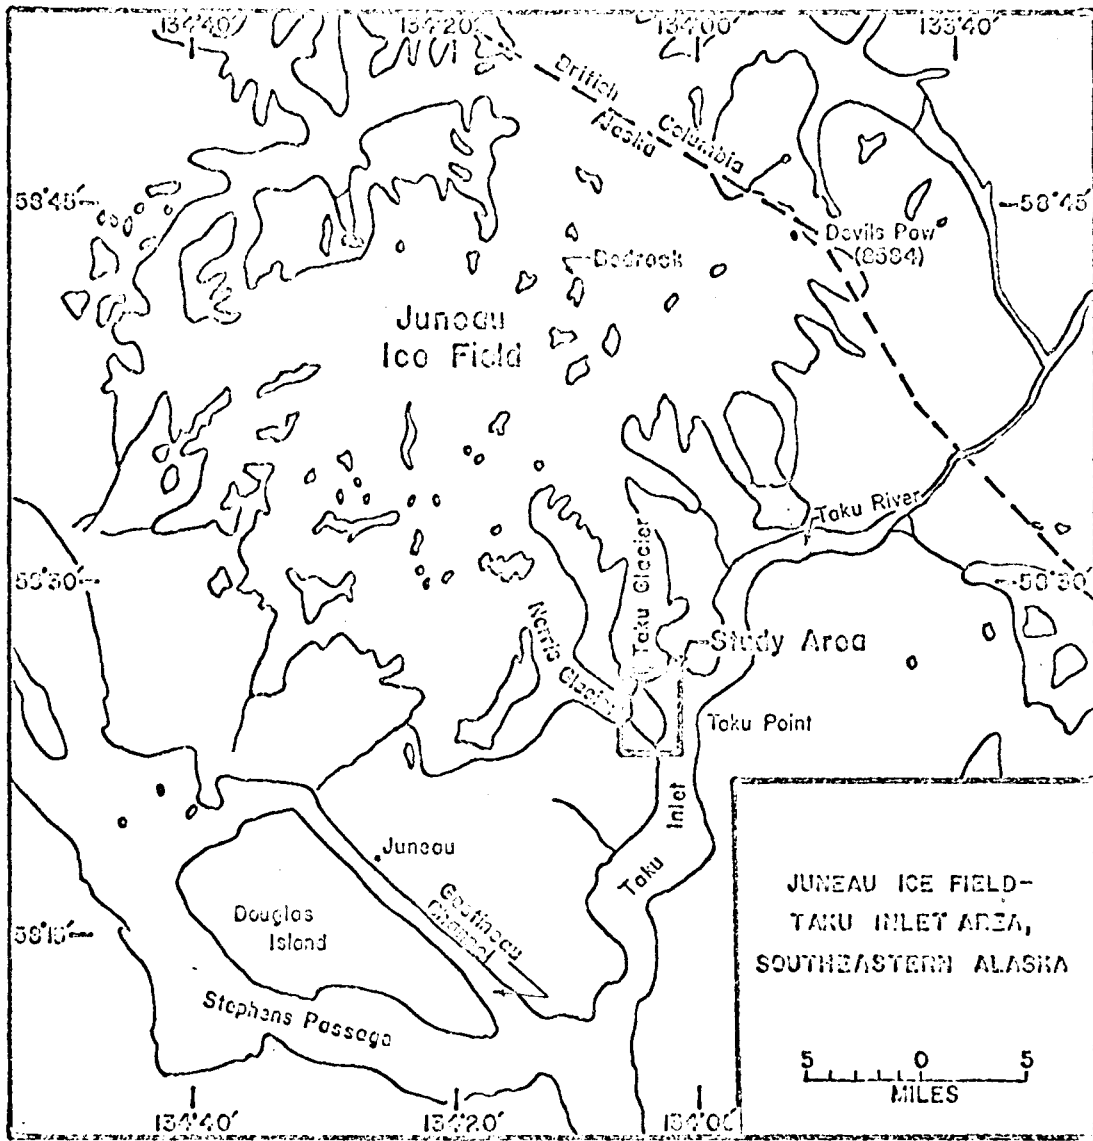 134°40′
134°20′
134°00′
133°40′
British Columbia
Alaska
58°45′
58°45′
Devils Paw
(8584)
Bedrock
Juneau
Ice Field
Taku River
Taku Glacier
58°30′
58°30′
Norris Glacier
Study Area
Taku Point
Taku Inlet
Juneau
Gastineau
Channel
Douglas
Island
58°15′
Stephens Passage
JUNEAU ICE FIELD-
TAKU INLET AREA,
SOUTHEASTERN ALASKA
5 0 5
MILES
134°40′
134°20′
134°00′